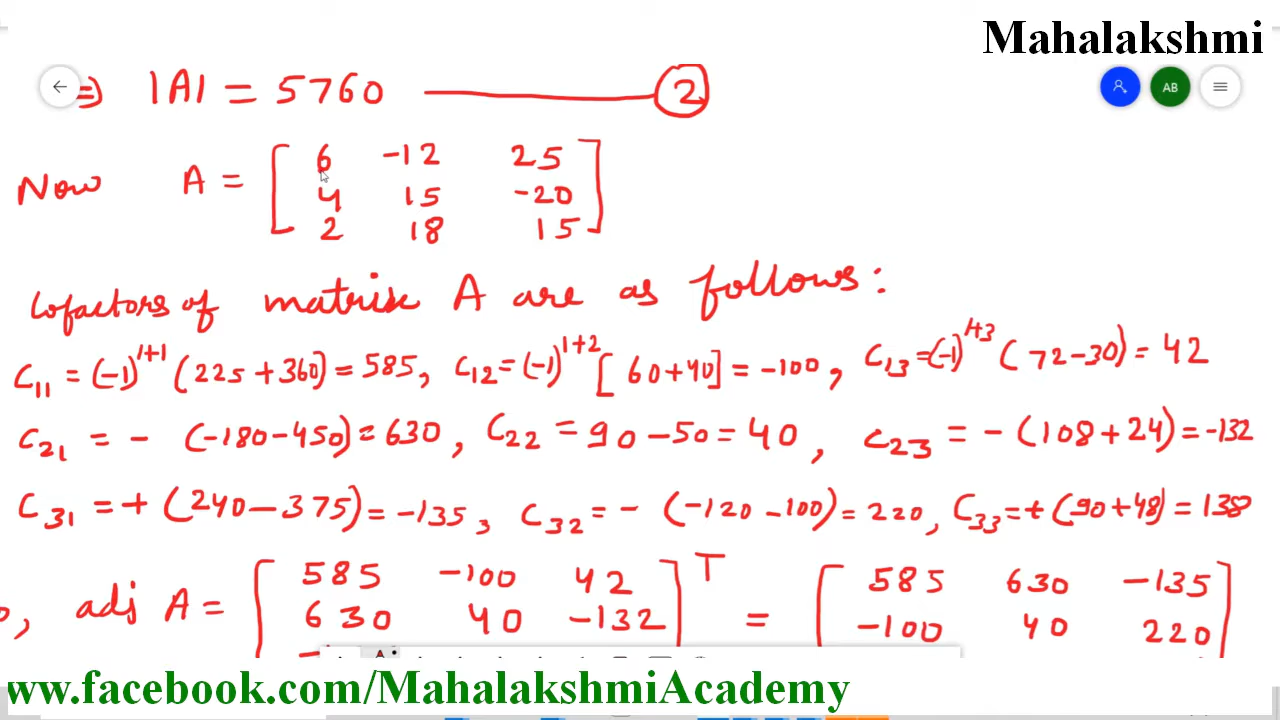 Mahalakshmi
⇒ |A| = 5760 ——— 2
AB
Now A = [ 6 -12 25
4 15 -20
2 18 15 ]
Cofactors of matrix A are as follows:
C11 = (-1)^1+1 (225+360) = 585, C12 = (-1)^1+2 [60+40] = -100, C13 = (-1)^1+3 (72-30) = 42
C21 = - (-180-450) = 630, C22 = 90-50 = 40, C23 = -(108+24) = -132
C31 = + (240-375) = -135, C32 = - (-120-100) = 220, C33 = + (90+48) = 138
adj A = [ 585 -100 42 ]^T = [ 585 630 -135 ]
630 40 -132 -100 40 220
ww.facebook.com/MahalakshmiAcademy